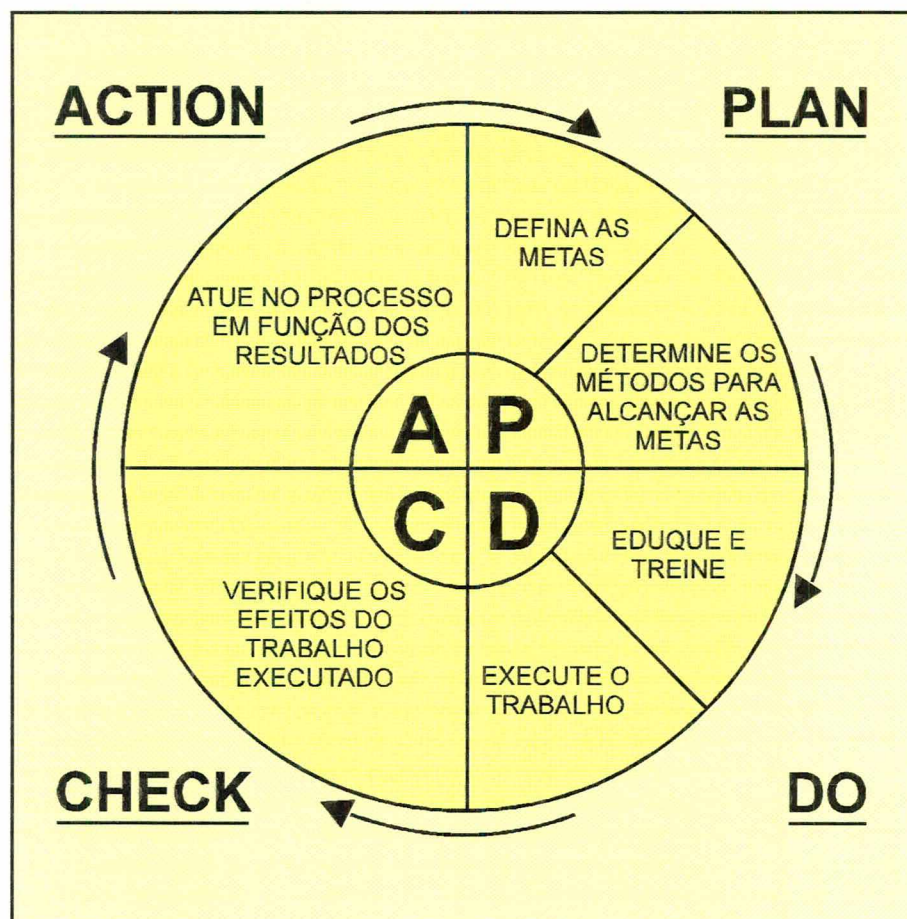 ACTION
PLAN
DEFINA AS
METAS
ATUE NO PROCESSO
EM FUNÇÃO DOS
RESULTADOS
DETERMINE OS
MÉTODOS PARA
ALCANÇAR AS
METAS
A P
C D
EDUQUE E
TREINE
VERIFIQUE OS
EFEITOS DO
TRABALHO
EXECUTADO
EXECUTE O
TRABALHO
CHECK
DO